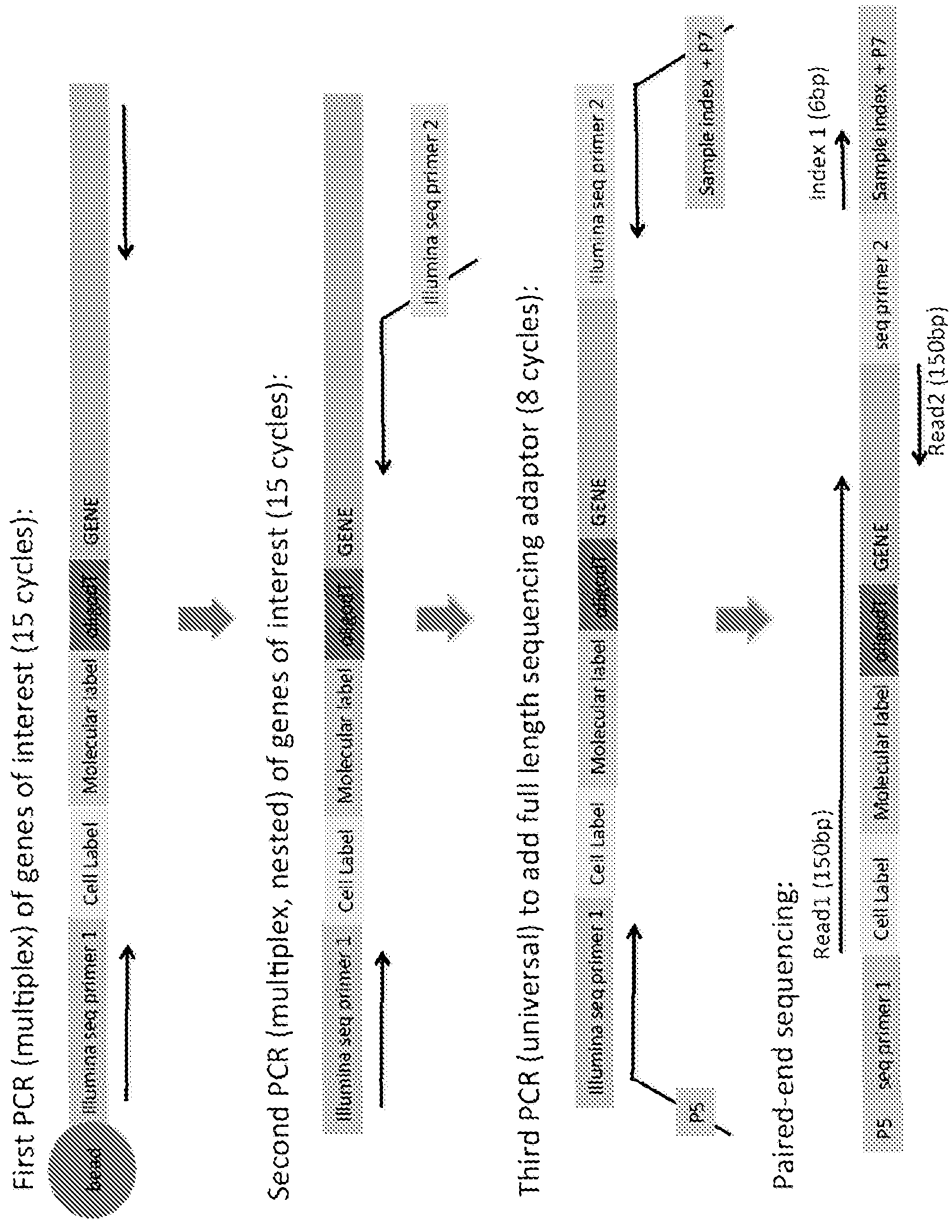 First PCR (multiplex) of genes of interest (15 cycles):
bead Illumina seq primer 1 Cell Label Molecular label oligodT GENE
Second PCR (multiplex, nested) of genes of interest (15 cycles):
Illumina seq primer 1 Cell Label Molecular label oligodT GENE
Illumina seq primer 2
Third PCR (universal) to add full length sequencing adaptor (8 cycles):
Illumina seq primer 1 Cell Label Molecular label oligodT GENE Illumina seq primer 2
P5
Sample index + P7
Paired-end sequencing:
Read1 (150bp)
Index 1 (6bp)
P5 seq primer 1 Cell Label Molecular label oligodT GENE seq primer 2 Sample index + P7
Read2 (150bp)